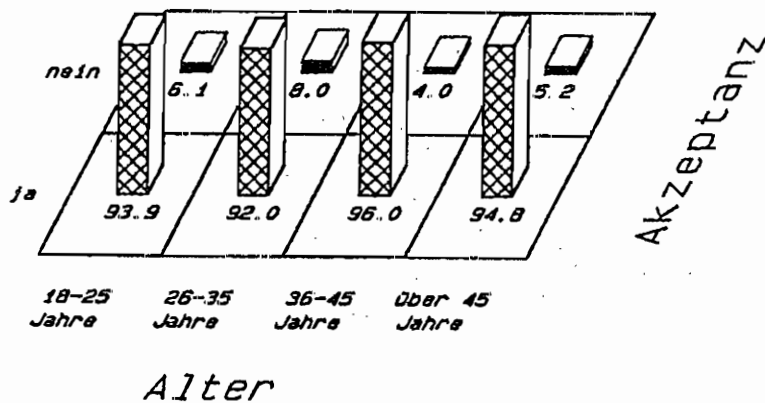 nein
6.1 8.0 4.0 5.2
ja
93.9 92.0 96.0 94.8
18-25 26-35 36-45 über 45
Jahre Jahre Jahre Jahre
Alter
Akzeptanz